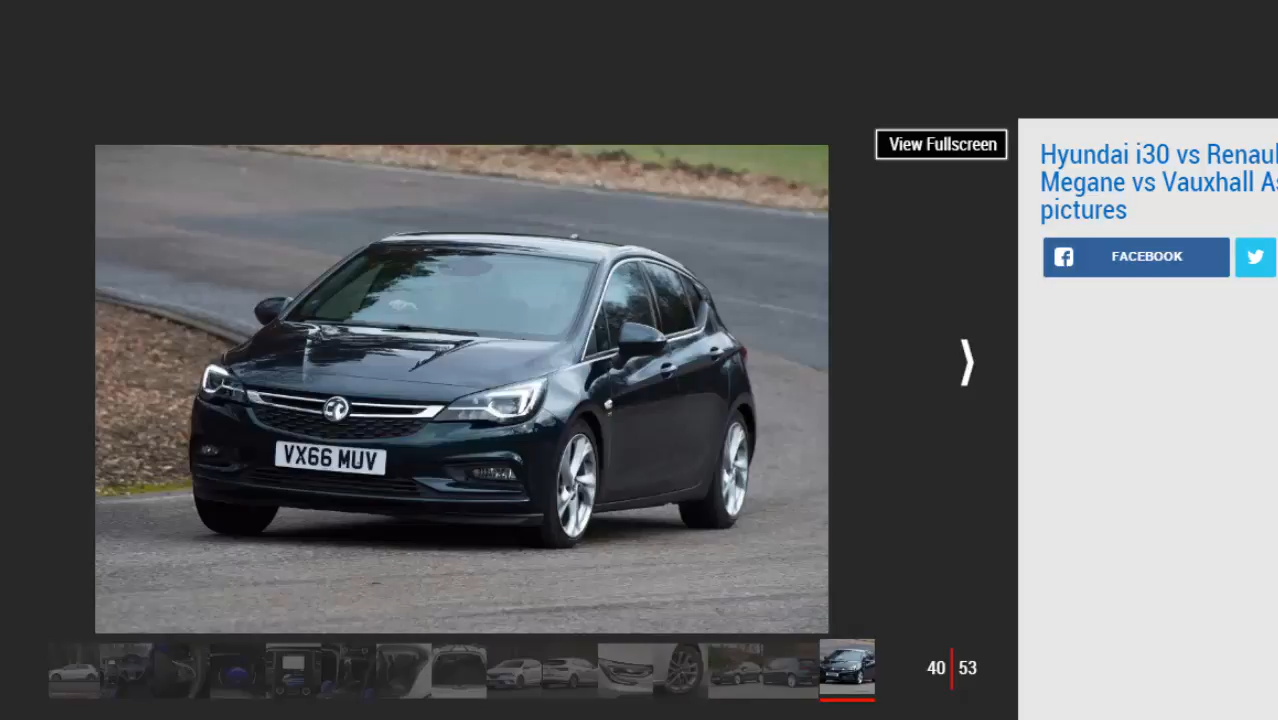 View Fullscreen
Hyundai i30 vs Renaul
Megane vs Vauxhall As
pictures
FACEBOOK
VX66 MUV
40 53